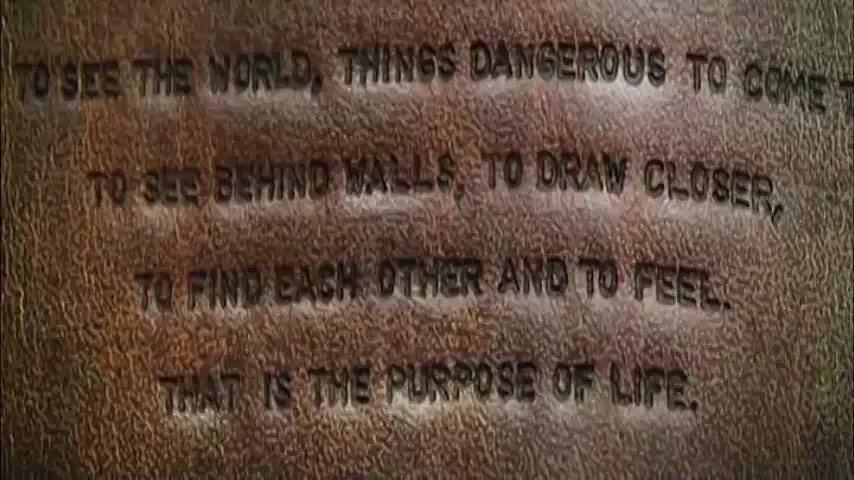 TO SEE THE WORLD, THINGS DANGEROUS TO COME
TO SEE BEHIND WALLS, TO DRAW CLOSER,
TO FIND EACH OTHER AND TO FEEL.
THAT IS THE PURPOSE OF LIFE.